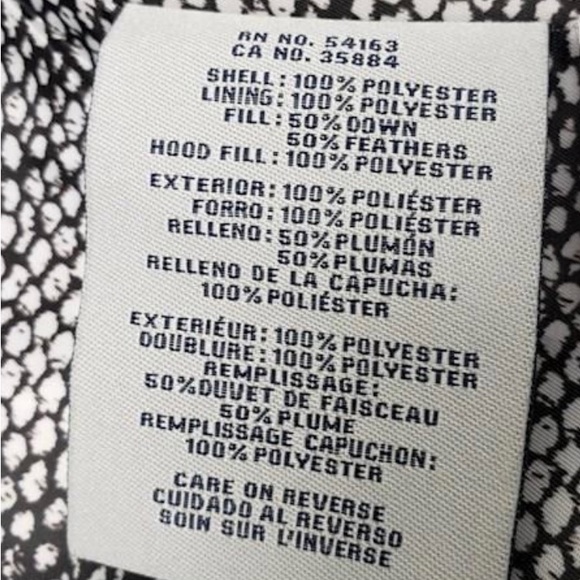 RN NO. 54163
CA NO. 35884
SHELL: 100% POLYESTER
LINING: 100% POLYESTER
FILL: 50% DOWN
50% FEATHERS
HOOD FILL: 100% POLYESTER
EXTERIOR: 100% POLIÉSTER
FORRO: 100% POLIÉSTER
RELLENO: 50% PLUMÓN
50% PLUMAS
RELLENO DE LA CAPUCHA:
100% POLIÉSTER
EXTERIÉUR: 100% POLYESTER
DOUBLURE: 100% POLYESTER
REMPLISSAGE:
50%DUVET DE FAISCEAU
50% PLUME
REMPLISSAGE CAPUCHON:
100% POLYESTER
CARE ON REVERSE
CUIDADO AL REVERSO
SOIN SUR L'INVERSE